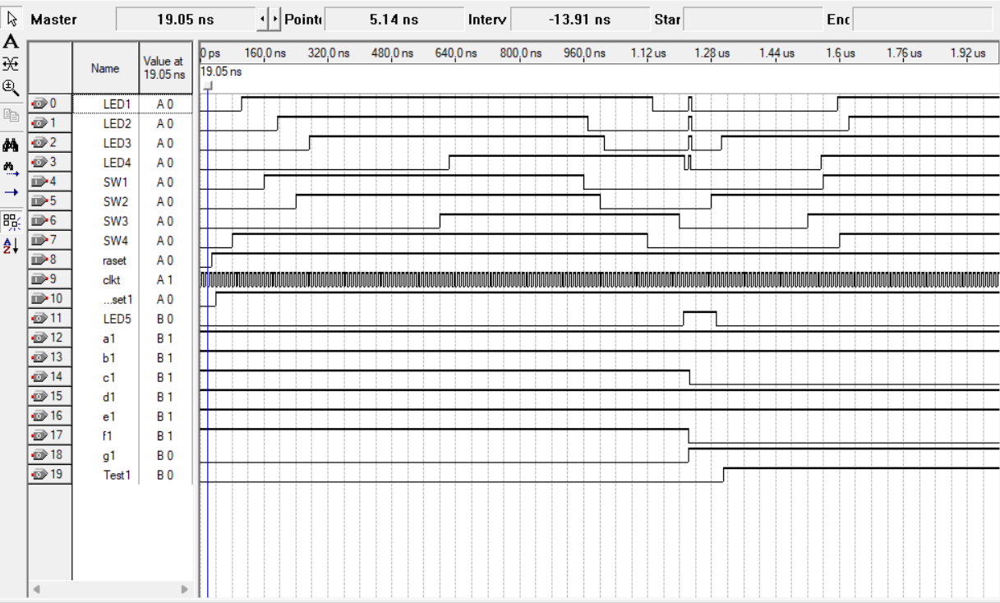 Master 19.05 ns Pointe 5.14 ns Interv -13.91 ns Star Enc
A
Name Value at 19.05 ns
0 ps 160.0 ns 320.0 ns 480.0 ns 640.0 ns 800.0 ns 960.0 ns 1.12 us 1.28 us 1.44 us 1.6 us 1.76 us 1.92 us
19.05 ns
0 LED1 A 0
1 LED2 A 0
2 LED3 A 0
3 LED4 A 0
4 SW1 A 0
5 SW2 A 0
6 SW3 A 0
7 SW4 A 0
8 raset A 0
9 clkt A 1
10 ...set1 A 0
11 LED5 B 0
12 a1 B 1
13 b1 B 1
14 c1 B 1
15 d1 B 1
16 e1 B 1
17 f1 B 1
18 g1 B 0
19 Test1 B 0